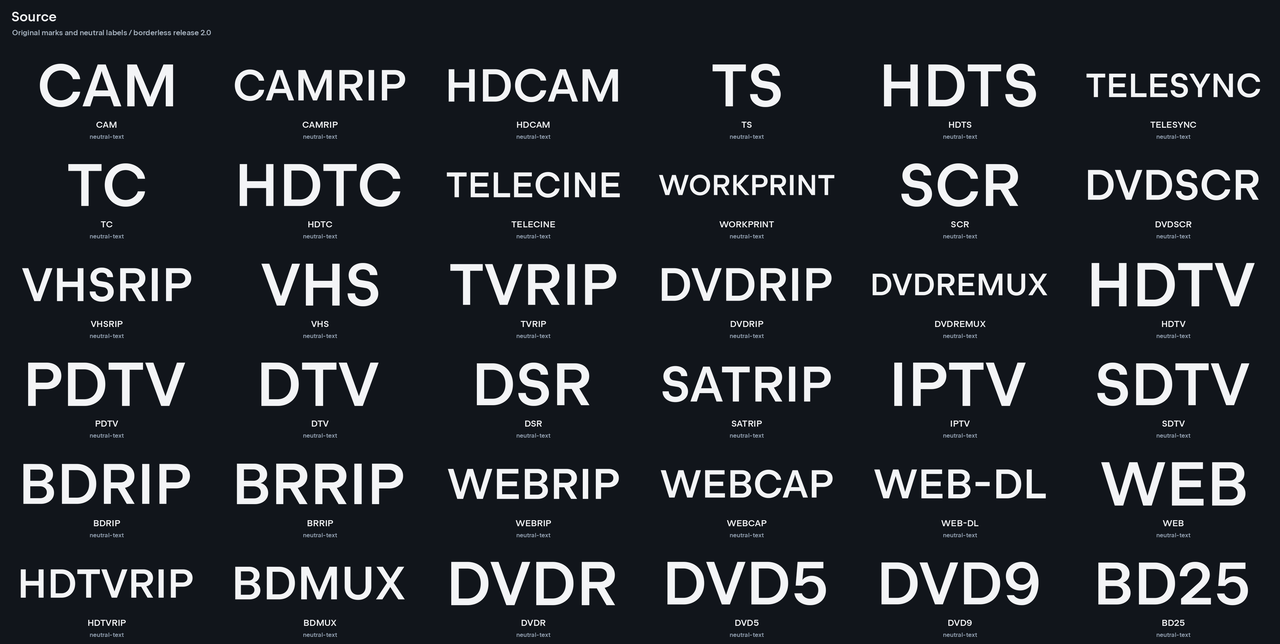 Source
Original marks and neutral labels / borderless release 2.0
CAM CAMRIP HDCAM TS HDTS TELESYNC
CAM CAMRIP HDCAM TS HDTS TELESYNC
neutral-text neutral-text neutral-text neutral-text neutral-text neutral-text
TC HDTC TELECINE WORKPRINT SCR DVDSCR
TC HDTC TELECINE WORKPRINT SCR DVDSCR
neutral-text neutral-text neutral-text neutral-text neutral-text neutral-text
VHSRIP VHS TVRIP DVDRIP DVDREMUX HDTV
VHSRIP VHS TVRIP DVDRIP DVDREMUX HDTV
neutral-text neutral-text neutral-text neutral-text neutral-text neutral-text
PDTV DTV DSR SATRIP IPTV SDTV
PDTV DTV DSR SATRIP IPTV SDTV
neutral-text neutral-text neutral-text neutral-text neutral-text neutral-text
BDRIP BRRIP WEBRIP WEBCAP WEB-DL WEB
BDRIP BRRIP WEBRIP WEBCAP WEB-DL WEB
neutral-text neutral-text neutral-text neutral-text neutral-text neutral-text
HDTVRIP BDMUX DVDR DVD5 DVD9 BD25
HDTVRIP BDMUX DVDR DVD5 DVD9 BD25
neutral-text neutral-text neutral-text neutral-text neutral-text neutral-text